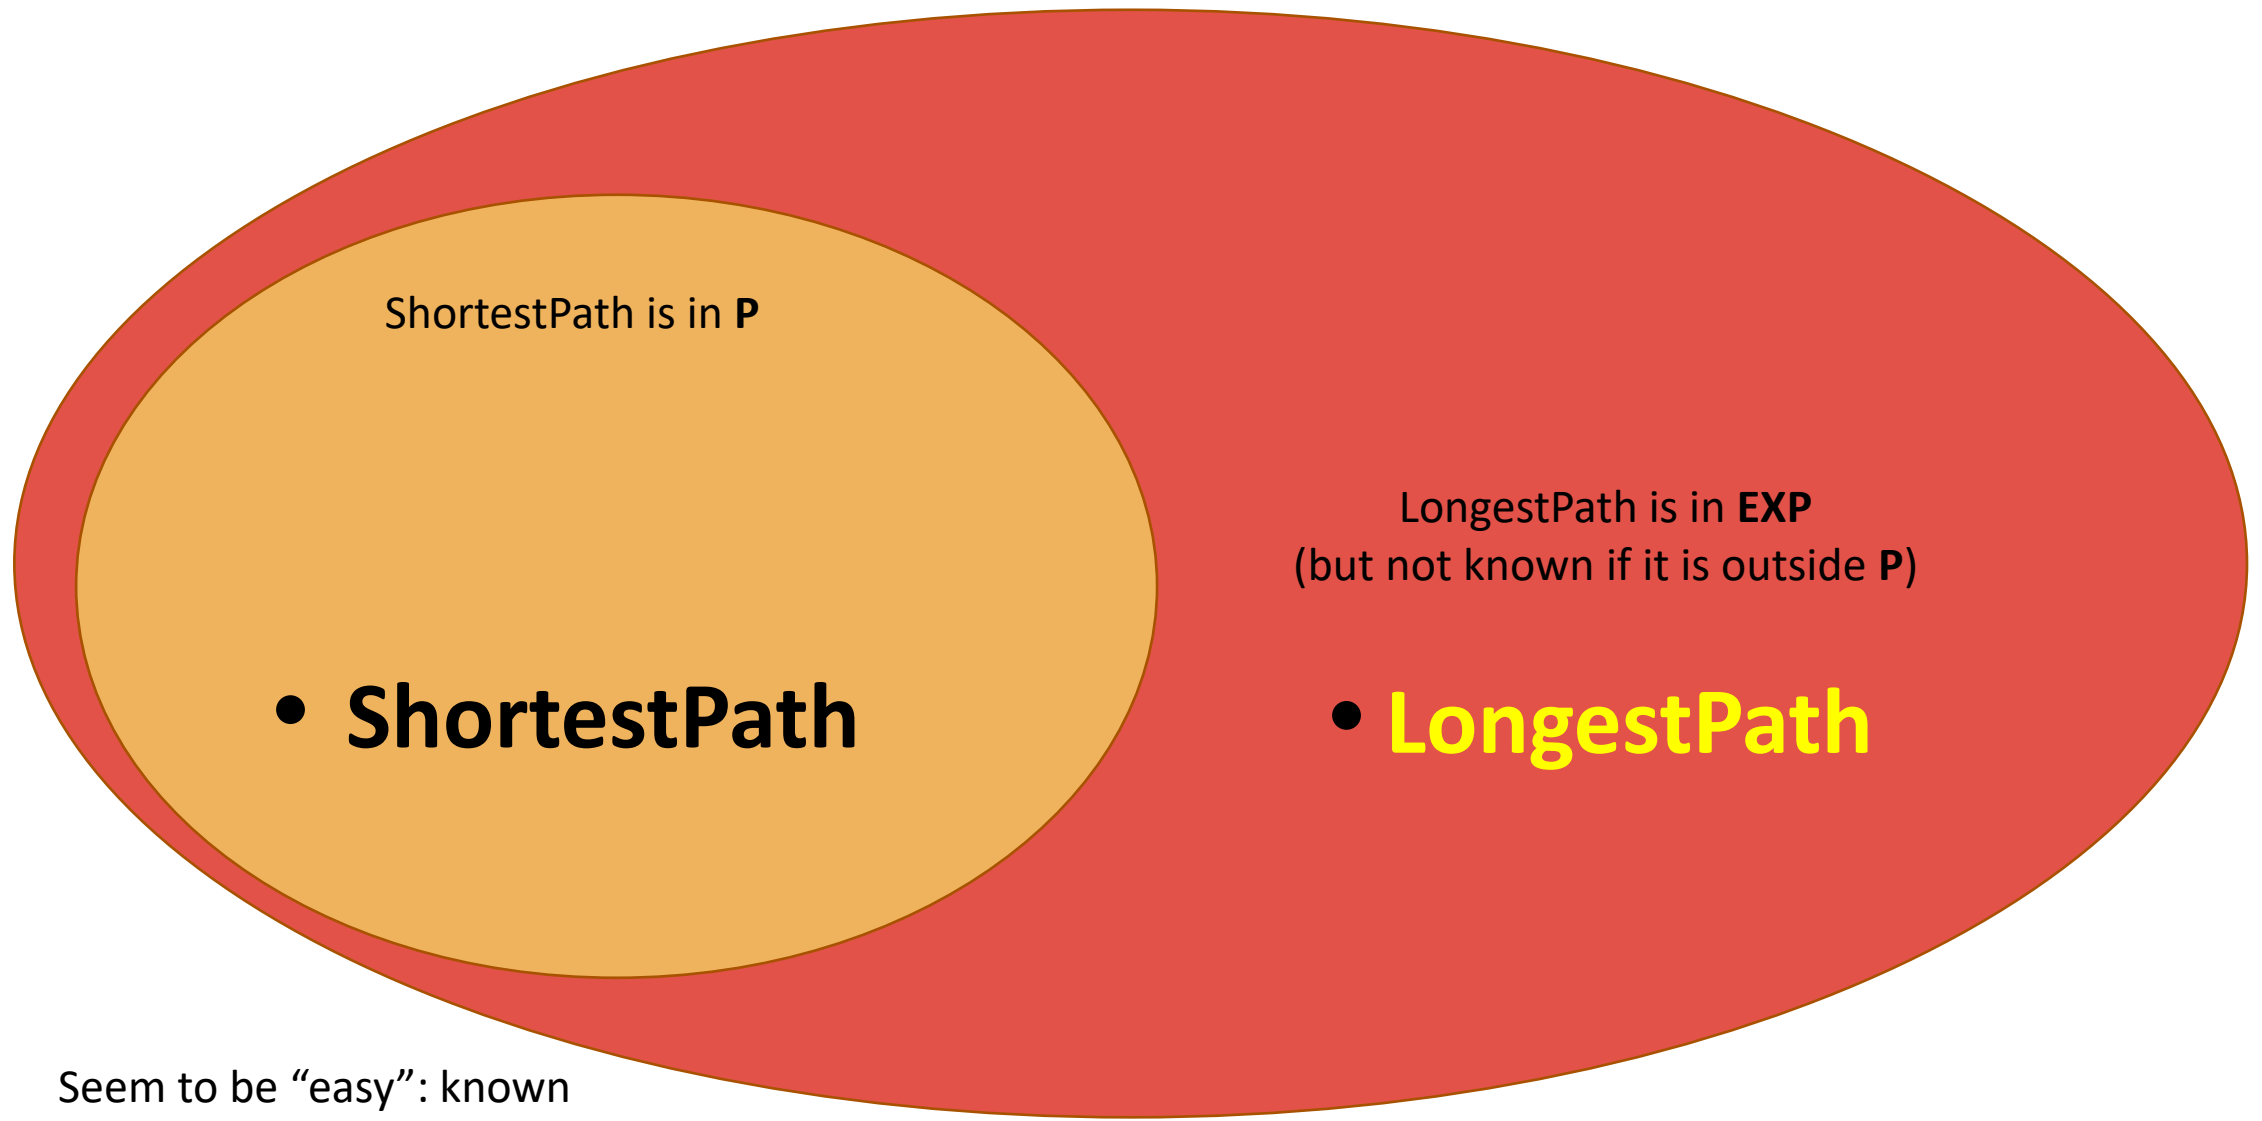 ShortestPath is in P
LongestPath is in EXP
(but not known if it is outside P)
• ShortestPath
• LongestPath
Seem to be “easy”: known